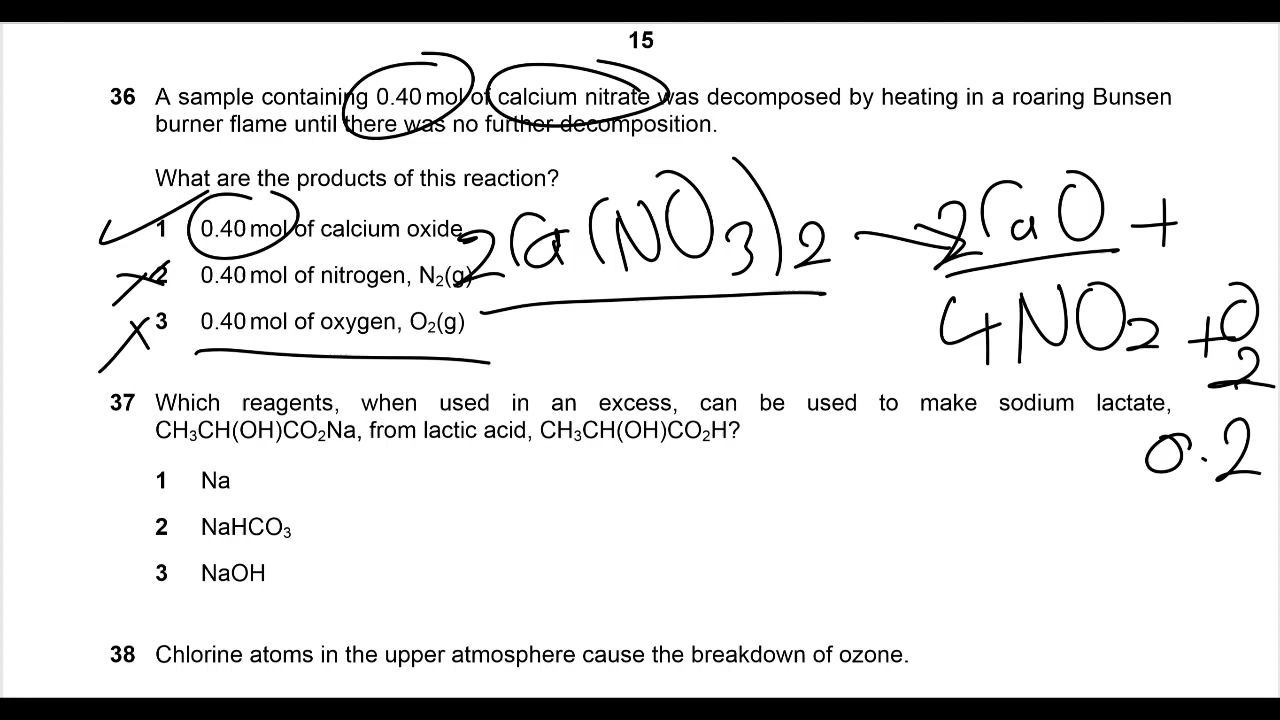 15
36 A sample containing 0.40 mol of calcium nitrate was decomposed by heating in a roaring Bunsen
burner flame until there was no further decomposition.
What are the products of this reaction?
1 0.40 mol of calcium oxide
2 0.40 mol of nitrogen, N₂(g)
3 0.40 mol of oxygen, O₂(g)
2Ca(NO₃)₂ → 2CaO +
4NO₂ + O₂
0.2
37 Which reagents, when used in an excess, can be used to make sodium lactate,
CH₃CH(OH)CO₂Na, from lactic acid, CH₃CH(OH)CO₂H?
1 Na
2 NaHCO₃
3 NaOH
38 Chlorine atoms in the upper atmosphere cause the breakdown of ozone.